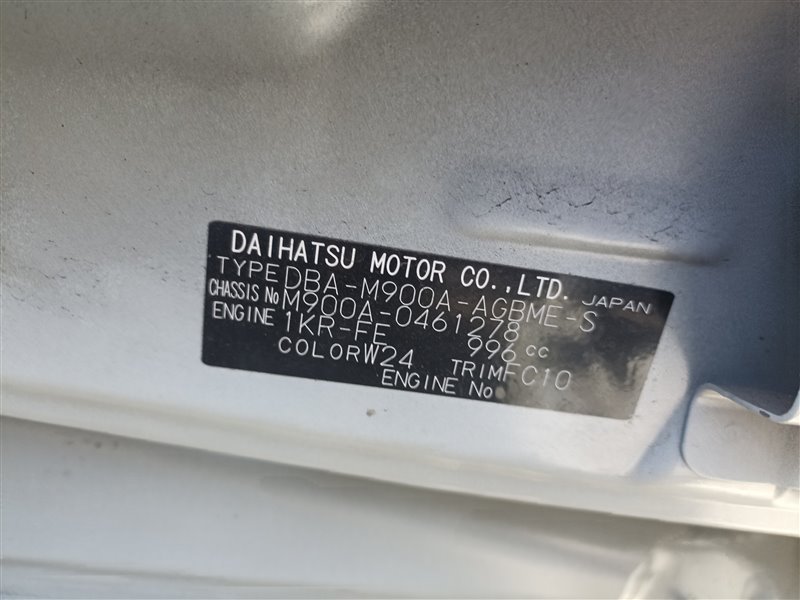 DAIHATSU MOTOR CO.,LTD. JAPAN
TYPE DBA-M900A-AGBME-S
CHASSIS No M900A-0461278
ENGINE 1KR-FE 996 cc
COLOR W24 TRIM FC10
ENGINE No